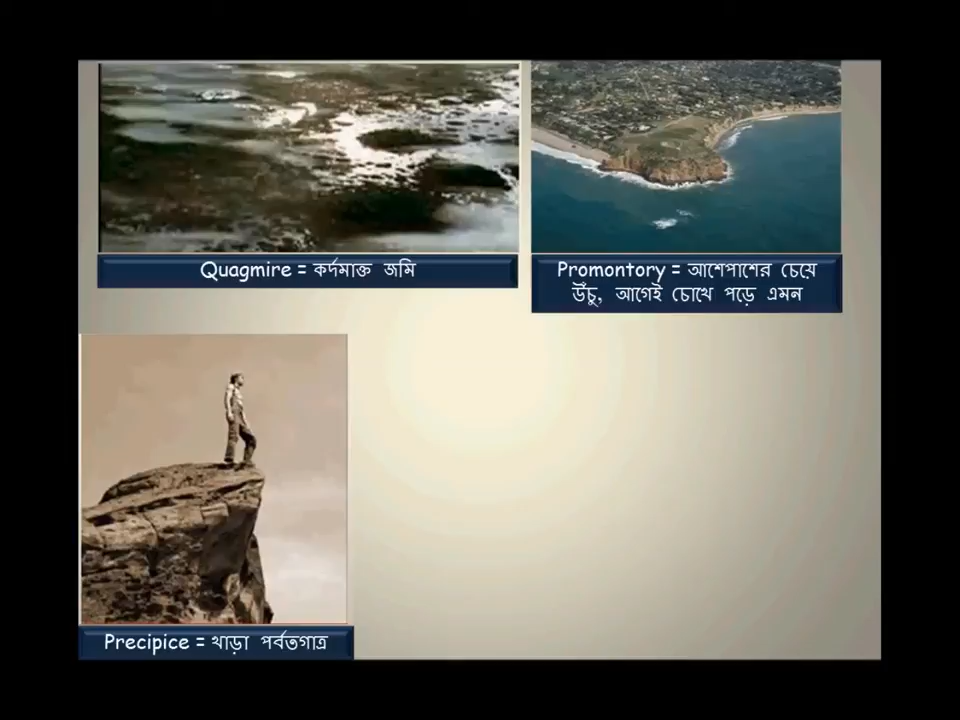 Quagmire = কর্দমাক্ত জমি
Promontory = আশেপাশের চেয়ে
উঁচু, আগেই চোখে পড়ে এমন
Precipice = খাড়া পর্বতগাত্র